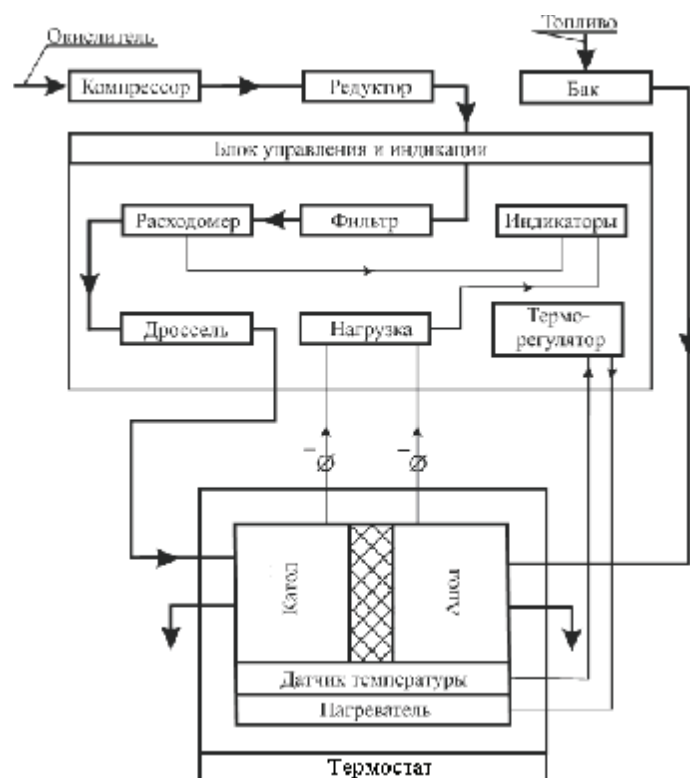 Окислитель
Топливо
Компрессор
Редуктор
Бак
Блок управления и индикации
Расходомер
Фильтр
Индикаторы
Дроссель
Нагрузка
Термо-
регулятор
Катод
Анод
Датчик температуры
Нагреватель
Термостат